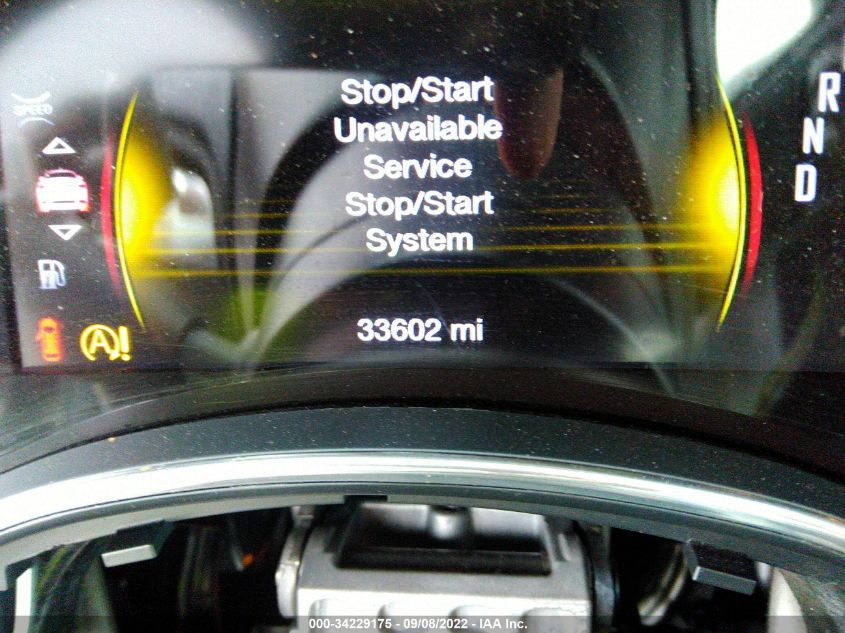 Stop/Start
Unavailable
Service
Stop/Start
System
33602 mi
SPEED
R
N
D
A!
000-34229175 - 09/08/2022 - IAA Inc.